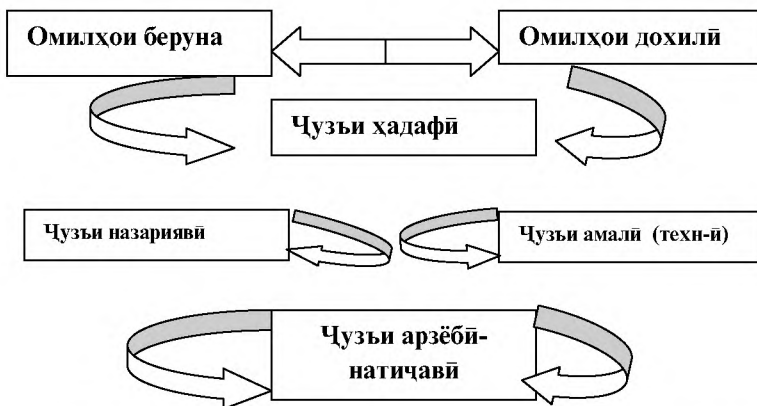 Омилҳои беруна
Омилҳои дохилӣ
Ҷузъи ҳадафӣ
Ҷузъи назариявӣ
Ҷузъи амалӣ (техн-ӣ)
Ҷузъи арзёбӣ-
натиҷавӣ